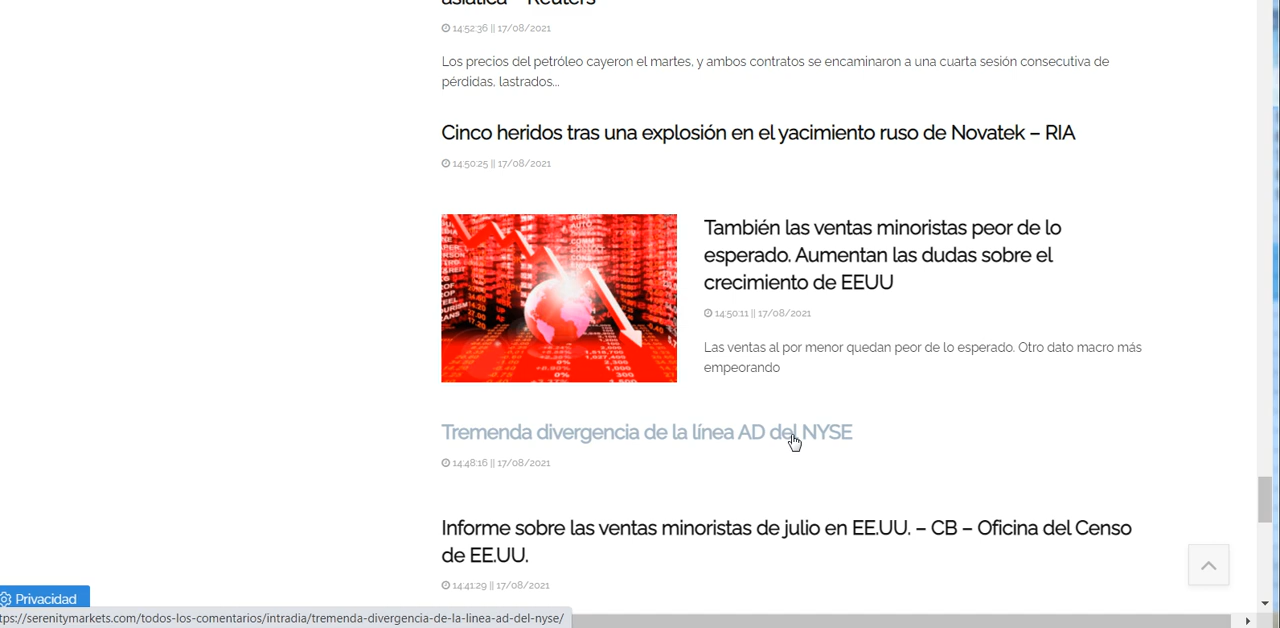 asiática – Reuters
14:52:36 || 17/08/2021
Los precios del petróleo cayeron el martes, y ambos contratos se encaminaron a una cuarta sesión consecutiva de
pérdidas, lastrados...
Cinco heridos tras una explosión en el yacimiento ruso de Novatek – RIA
14:50:25 || 17/08/2021
También las ventas minoristas peor de lo
esperado. Aumentan las dudas sobre el
crecimiento de EEUU
14:50:11 || 17/08/2021
Las ventas al por menor quedan peor de lo esperado. Otro dato macro más
empeorando
Tremenda divergencia de la línea AD del NYSE
14:48:16 || 17/08/2021
Informe sobre las ventas minoristas de julio en EE.UU. – CB – Oficina del Censo
de EE.UU.
14:41:29 || 17/08/2021
Privacidad
tps://serenitymarkets.com/todos-los-comentarios/intradia/tremenda-divergencia-de-la-linea-ad-del-nyse/